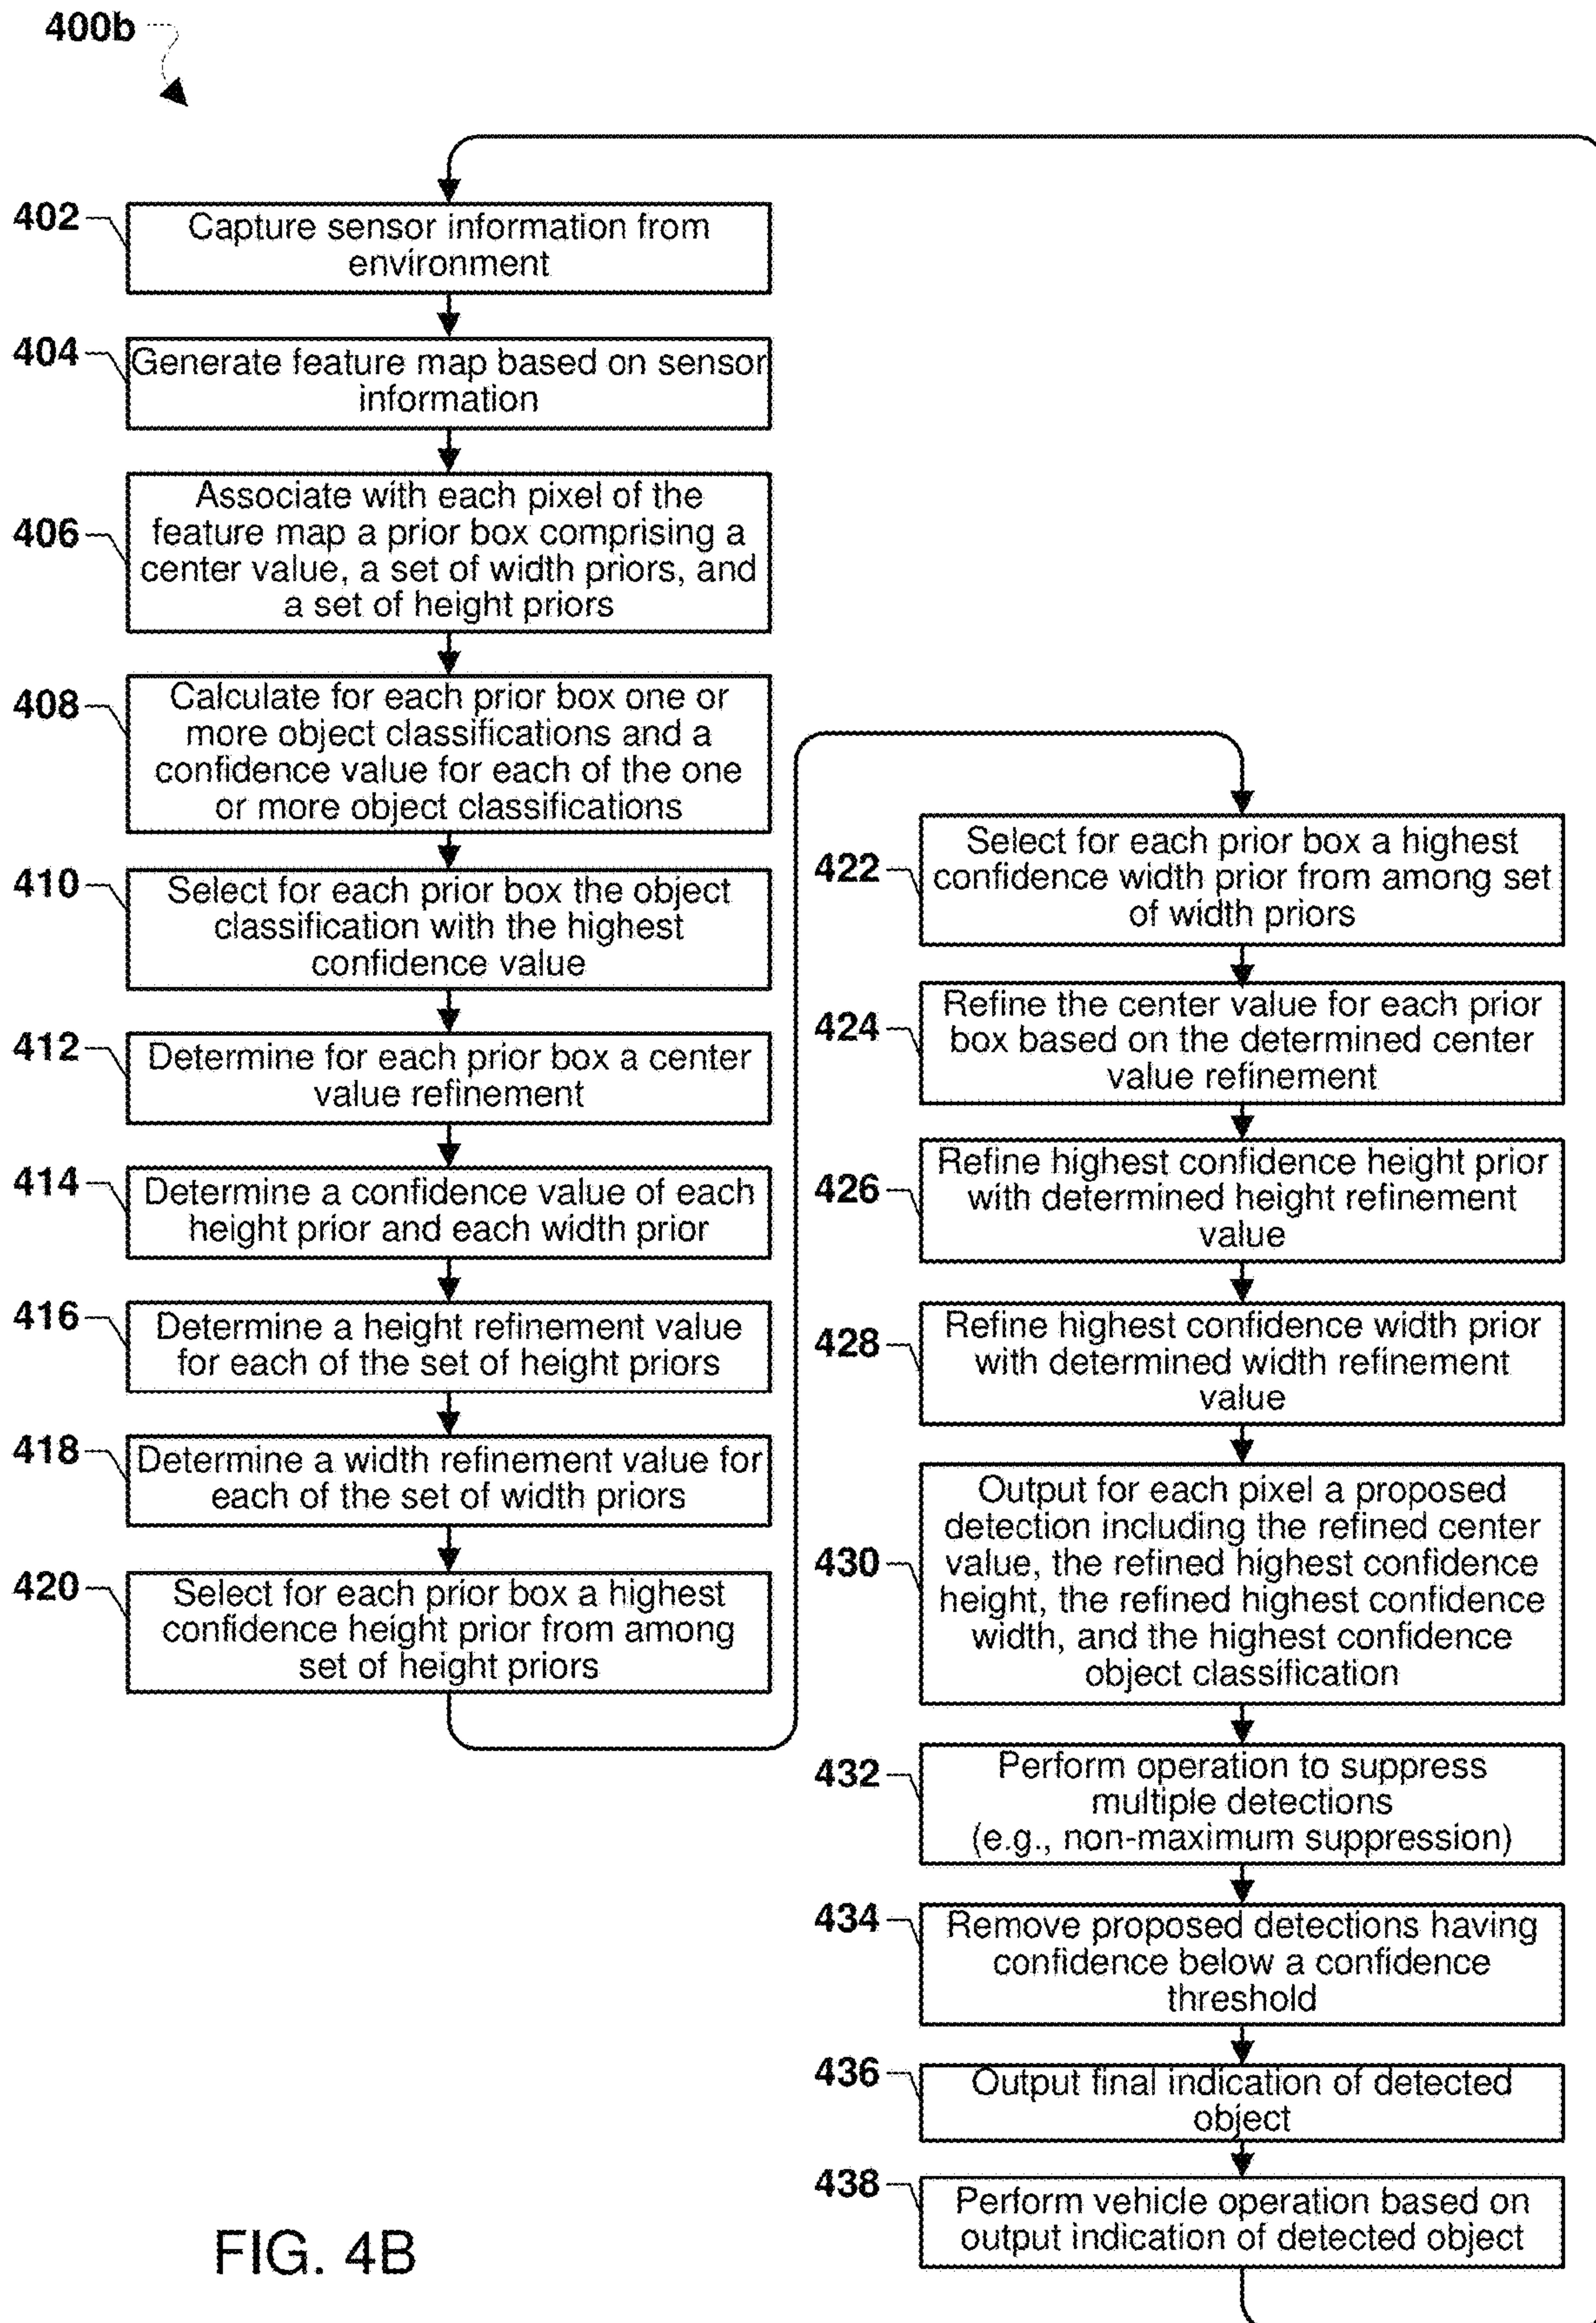 400b
402
Capture sensor information from
environment
404
Generate feature map based on sensor
information
406
Associate with each pixel of the
feature map a prior box comprising a
center value, a set of width priors, and
a set of height priors
408
Calculate for each prior box one or
more object classifications and a
confidence value for each of the one
or more object classifications
410
Select for each prior box the object
classification with the highest
confidence value
412
Determine for each prior box a center
value refinement
414
Determine a confidence value of each
height prior and each width prior
416
Determine a height refinement value
for each of the set of height priors
418
Determine a width refinement value for
each of the set of width priors
420
Select for each prior box a highest
confidence height prior from among
set of height priors
422
Select for each prior box a highest
confidence width prior from among set
of width priors
424
Refine the center value for each prior
box based on the determined center
value refinement
426
Refine highest confidence height prior
with determined height refinement
value
428
Refine highest confidence width prior
with determined width refinement
value
430
Output for each pixel a proposed
detection including the refined center
value, the refined highest confidence
height, the refined highest confidence
width, and the highest confidence
object classification
432
Perform operation to suppress
multiple detections
(e.g., non-maximum suppression)
434
Remove proposed detections having
confidence below a confidence
threshold
436
Output final indication of detected
object
438
Perform vehicle operation based on
output indication of detected object
FIG. 4B